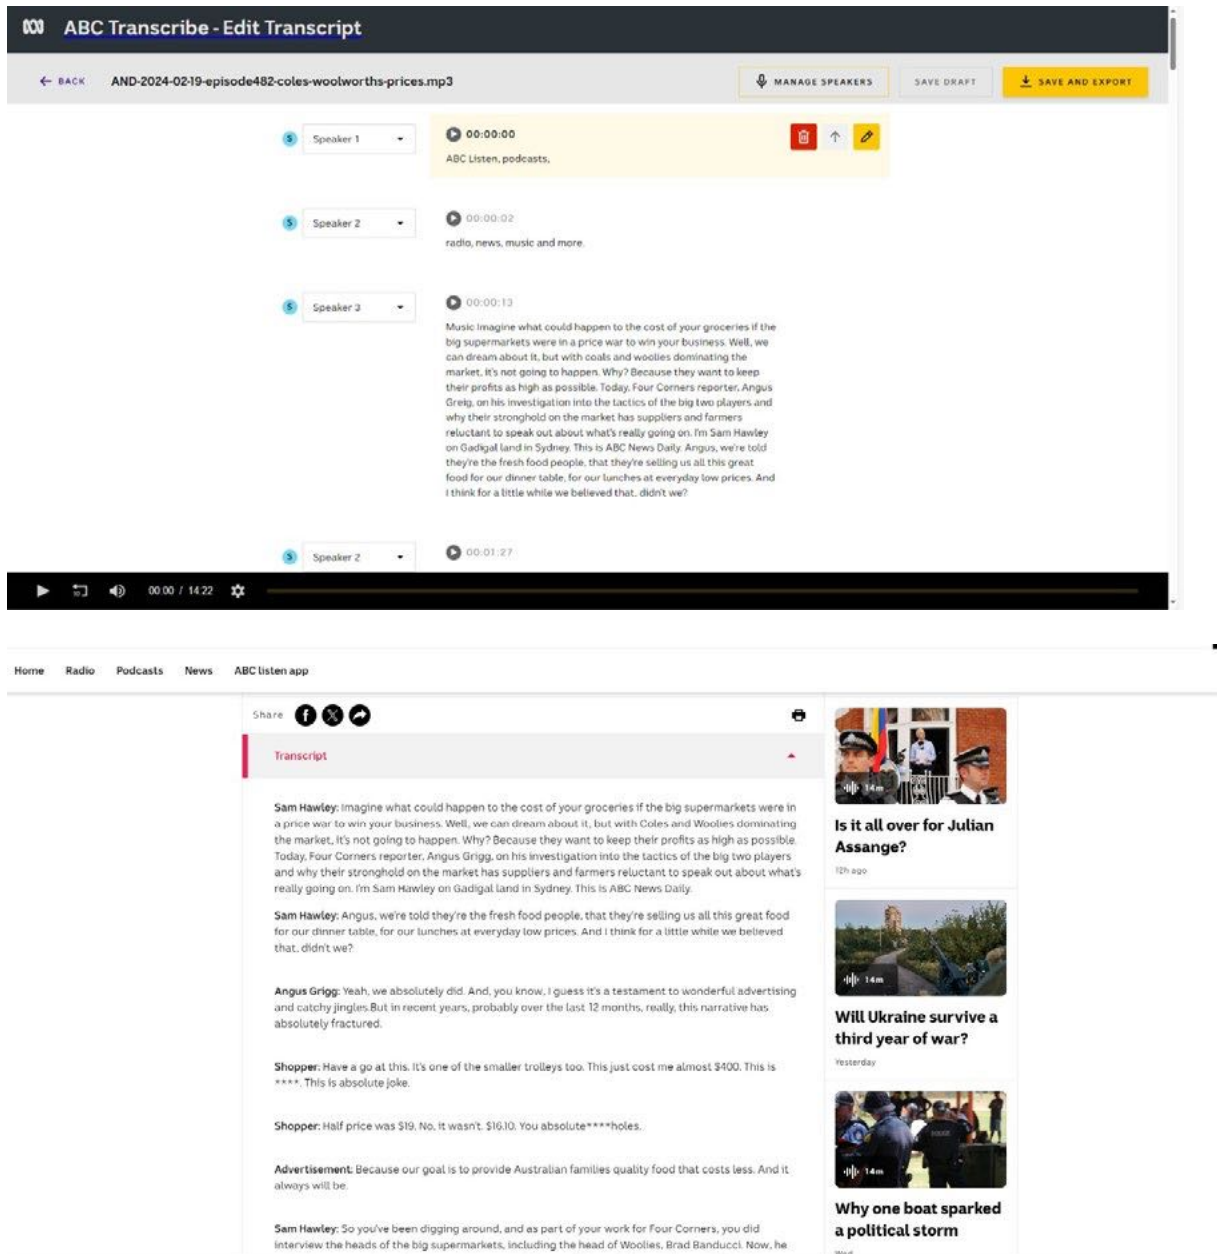 ABC Transcribe - Edit Transcript
← BACK
AND-2024-02-19-episode482-coles-woolworths-prices.mp3
MANAGE SPEAKERS
SAVE DRAFT
SAVE AND EXPORT
S Speaker 1
00:00:00
ABC Listen, podcasts,
S Speaker 2
00:00:02
radio, news, music and more.
S Speaker 3
00:00:13
Music Imagine what could happen to the cost of your groceries if the
big supermarkets were in a price war to win your business. Well, we
can dream about it, but with coals and woolies dominating the
market, it's not going to happen. Why? Because they want to keep
their profits as high as possible. Today, Four Corners reporter, Angus
Greig, on his investigation into the tactics of the big two players and
why their stronghold on the market has suppliers and farmers
reluctant to speak out about what's really going on. I'm Sam Hawley
on Gadigal land in Sydney. This is ABC News Daily. Angus, we're told
they're the fresh food people, that they're selling us all this great
food for our dinner table, for our lunches at everyday low prices. And
I think for a little while we believed that, didn't we?
S Speaker 2
00:01:27
10
00:00 / 14:22
Home Radio Podcasts News ABC listen app
Share
Transcript
Sam Hawley: Imagine what could happen to the cost of your groceries if the big supermarkets were in
a price war to win your business. Well, we can dream about it, but with Coles and Woolies dominating
the market, it's not going to happen. Why? Because they want to keep their profits as high as possible.
Today, Four Corners reporter, Angus Grigg, on his investigation into the tactics of the big two players
and why their stronghold on the market has suppliers and farmers reluctant to speak out about what's
really going on. I'm Sam Hawley on Gadigal land in Sydney. This is ABC News Daily.
Sam Hawley: Angus, we're told they're the fresh food people, that they're selling us all this great food
for our dinner table, for our lunches at everyday low prices. And I think for a little while we believed
that, didn't we?
Angus Grigg: Yeah, we absolutely did. And, you know, I guess it's a testament to wonderful advertising
and catchy jingles.But in recent years, probably over the last 12 months, really, this narrative has
absolutely fractured.
Shopper: Have a go at this. It's one of the smaller trolleys too. This just cost me almost $400. This is
****. This is absolute joke.
Shopper: Half price was $19. No, it wasn't. $16.10. You absolute****holes.
Advertisement: Because our goal is to provide Australian families quality food that costs less. And it
always will be.
Sam Hawley: So you've been digging around, and as part of your work for Four Corners, you did
interview the heads of the big supermarkets, including the head of Woolies, Brad Banducci. Now, he
14m
Is it all over for Julian
Assange?
12h ago
14m
Will Ukraine survive a
third year of war?
Yesterday
POLICE
14m
Why one boat sparked
a political storm
Wed